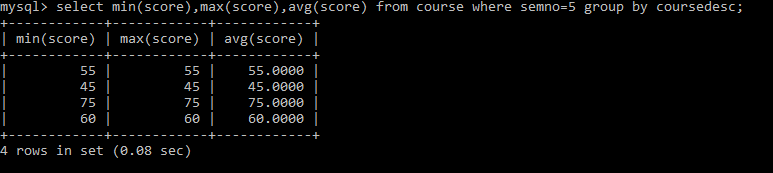 mysql> select min(score),max(score),avg(score) from course where semno=5 group by coursedesc;
+------------+------------+------------+
| min(score) | max(score) | avg(score) |
+------------+------------+------------+
|         55 |         55 |    55.0000 |
|         45 |         45 |    45.0000 |
|         75 |         75 |    75.0000 |
|         60 |         60 |    60.0000 |
+------------+------------+------------+
4 rows in set (0.08 sec)